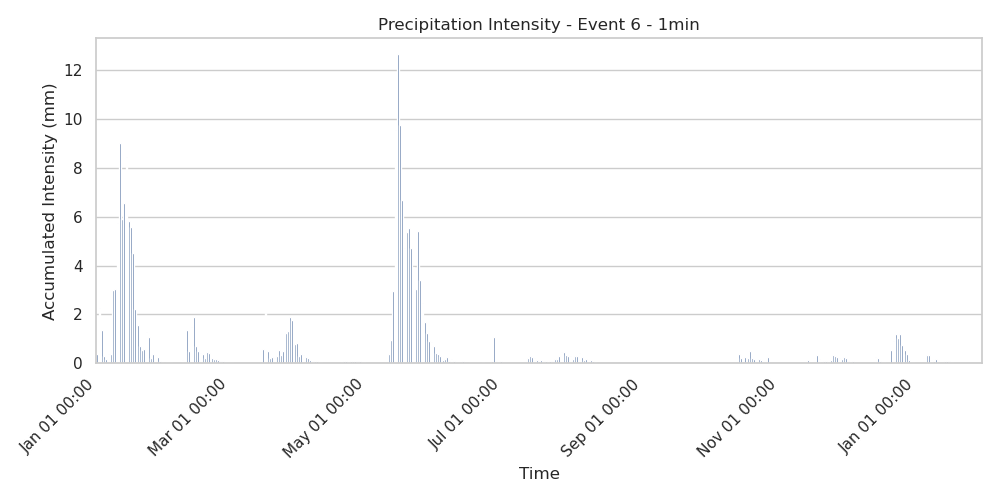 Precipitation Intensity - Event 6 - 1min
Accumulated Intensity (mm)
12
10
8
6
4
2
0
Jan 01 00:00
Mar 01 00:00
May 01 00:00
Jul 01 00:00
Sep 01 00:00
Nov 01 00:00
Jan 01 00:00
Time